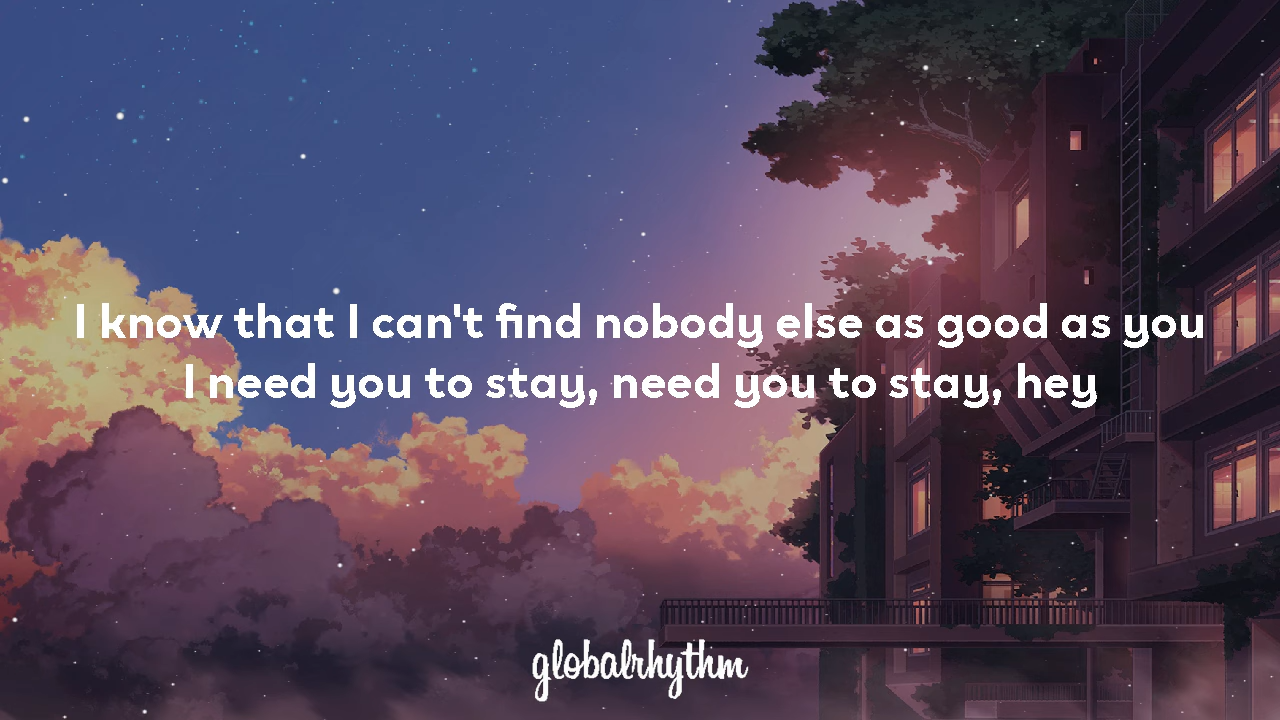 I know that I can't find nobody else as good as you
I need you to stay, need you to stay, hey
globalrhythm